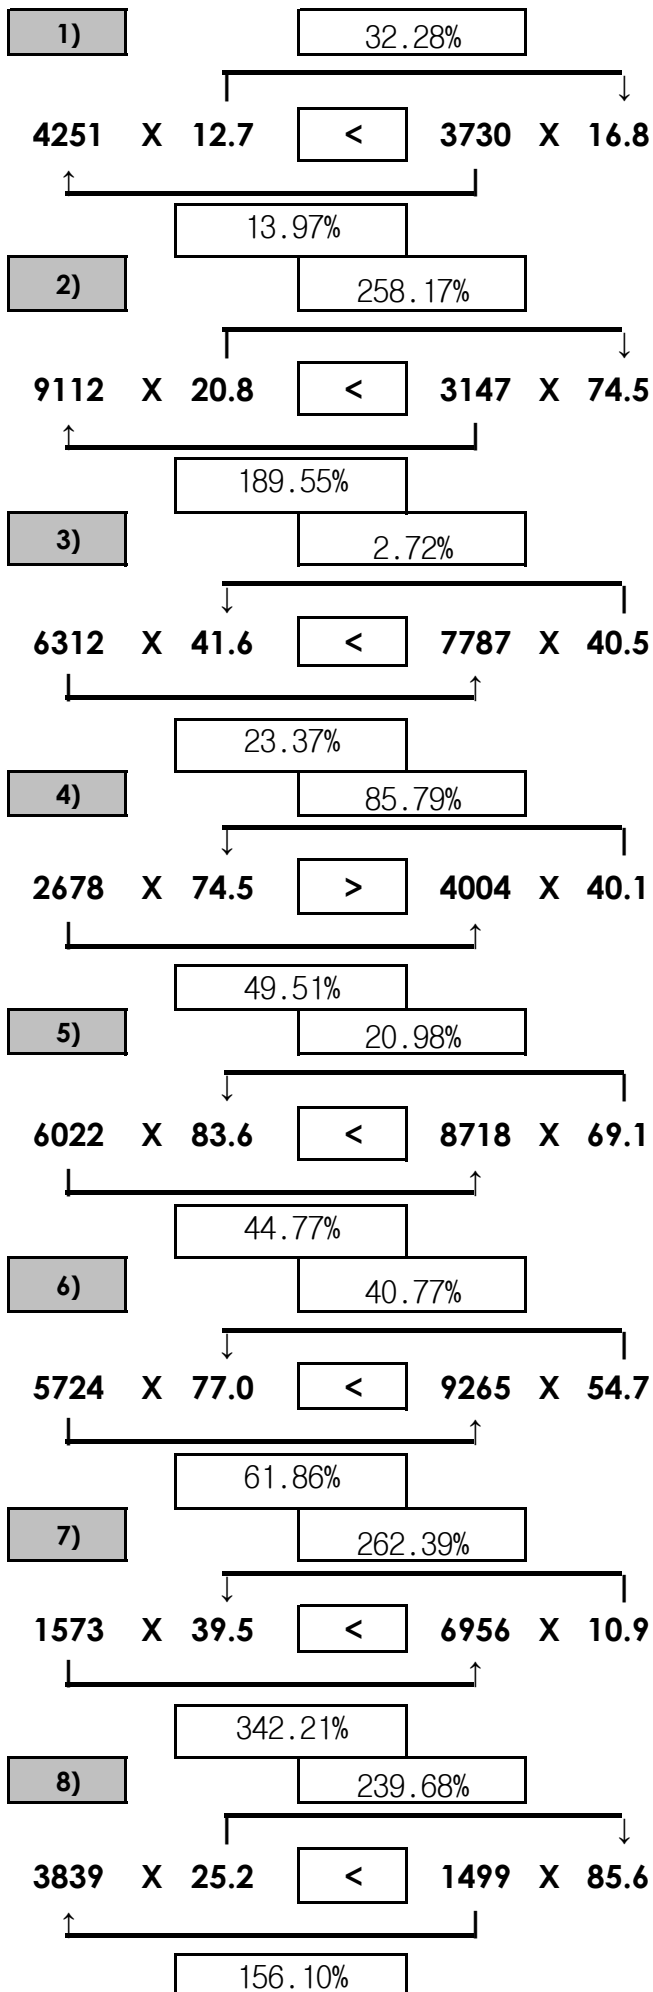 1) 32.28%
4251 X 12.7 < 3730 X 16.8
13.97%
2) 258.17%
9112 X 20.8 < 3147 X 74.5
189.55%
3) 2.72%
6312 X 41.6 < 7787 X 40.5
23.37%
4) 85.79%
2678 X 74.5 > 4004 X 40.1
49.51%
5) 20.98%
6022 X 83.6 < 8718 X 69.1
44.77%
6) 40.77%
5724 X 77.0 < 9265 X 54.7
61.86%
7) 262.39%
1573 X 39.5 < 6956 X 10.9
342.21%
8) 239.68%
3839 X 25.2 < 1499 X 85.6
156.10%